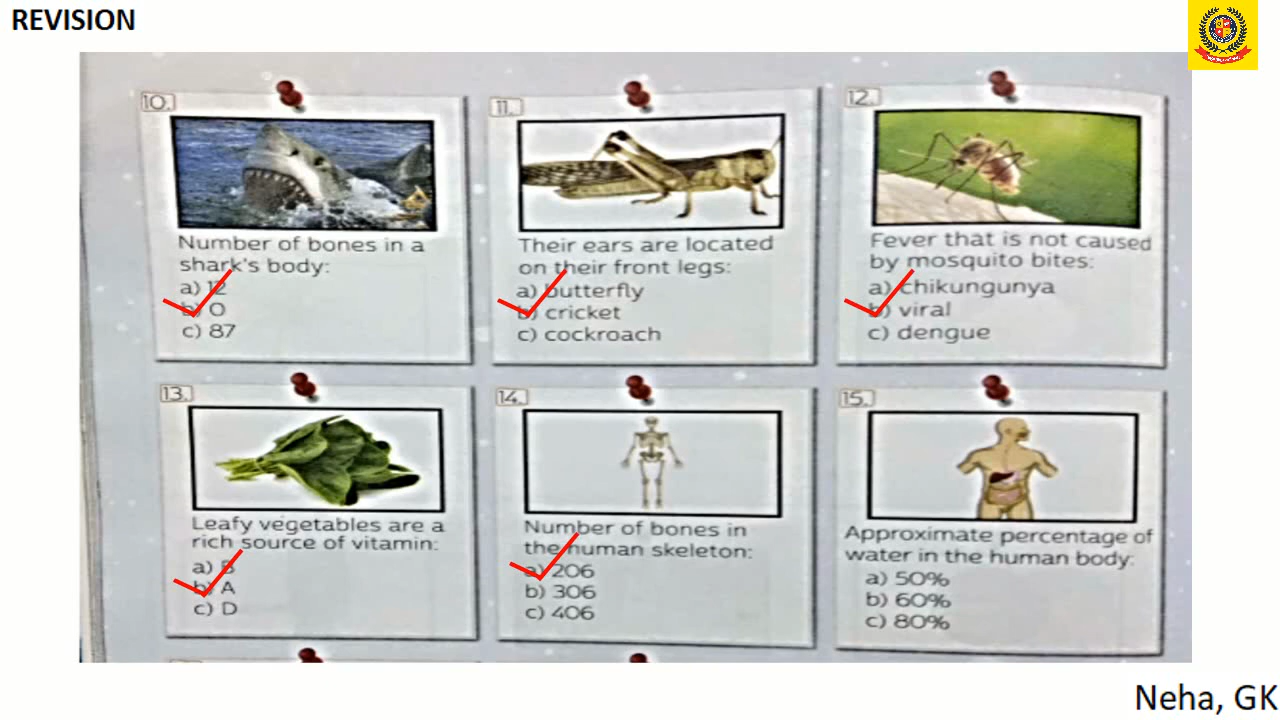 REVISION
10.
Number of bones in a
shark's body:
a) 12
b) 0
c) 87
11.
Their ears are located
on their front legs:
a) butterfly
b) cricket
c) cockroach
12.
Fever that is not caused
by mosquito bites:
a) chikungunya
b) viral
c) dengue
13.
Leafy vegetables are a
rich source of vitamin:
a) B
b) A
c) D
14.
Number of bones in
the human skeleton:
a) 206
b) 306
c) 406
15.
Approximate percentage of
water in the human body:
a) 50%
b) 60%
c) 80%
Neha, GK